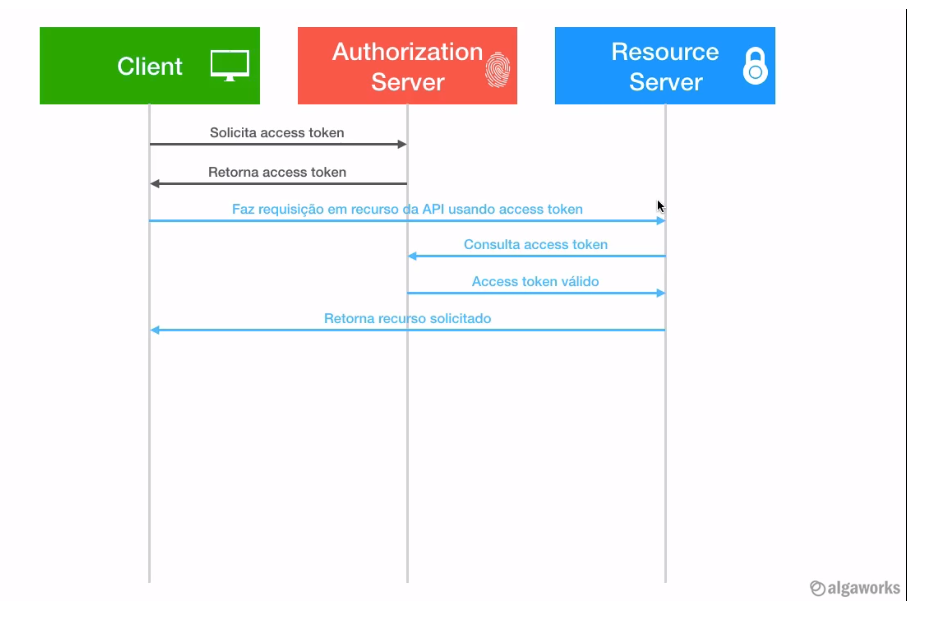 Client
Authorization
Server
Resource
Server
Solicita access token
Retorna access token
Faz requisição em recurso da API usando access token
Consulta access token
Access token válido
Retorna recurso solicitado
algaworks